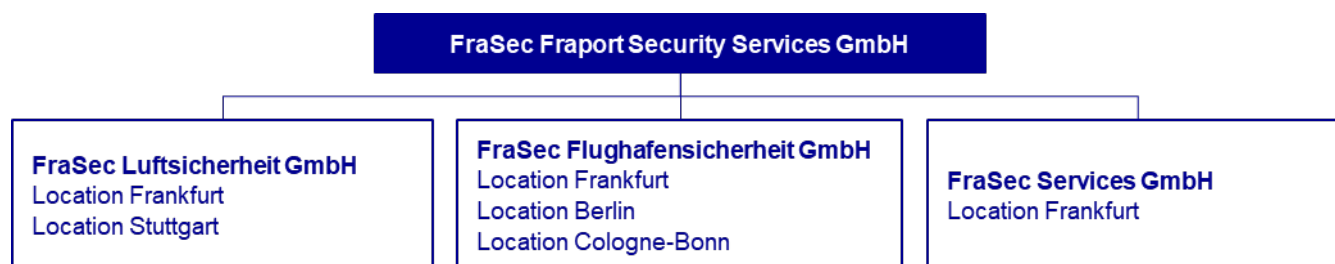 FraSec Fraport Security Services GmbH
FraSec Luftsicherheit GmbH
Location Frankfurt
Location Stuttgart
FraSec Flughafensicherheit GmbH
Location Frankfurt
Location Berlin
Location Cologne-Bonn
FraSec Services GmbH
Location Frankfurt